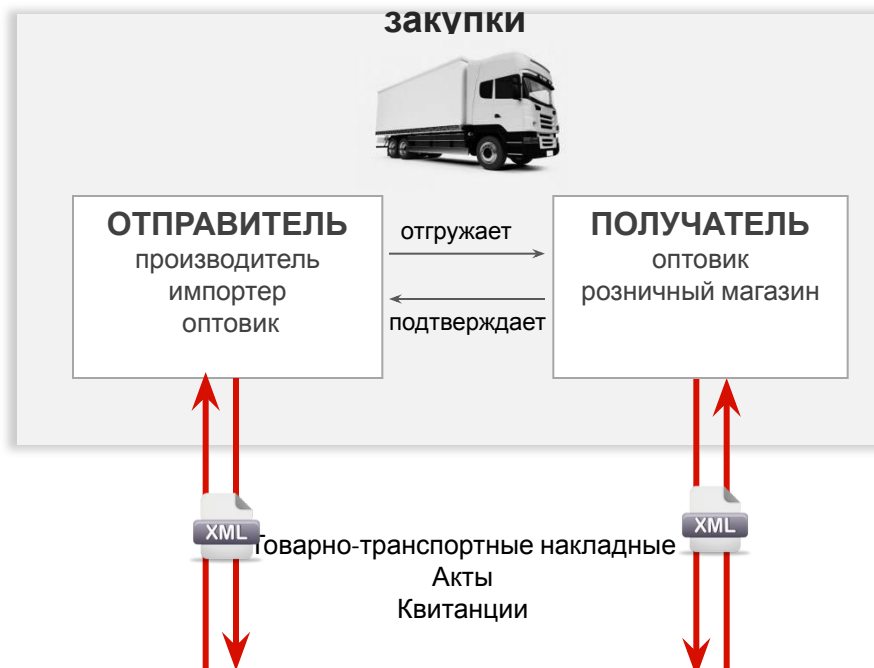 закупки
ОТПРАВИТЕЛЬ
производитель
импортер
оптовик
отгружает
подтверждает
ПОЛУЧАТЕЛЬ
оптовик
розничный магазин
XML
XML
Товарно-транспортные накладные
Акты
Квитанции